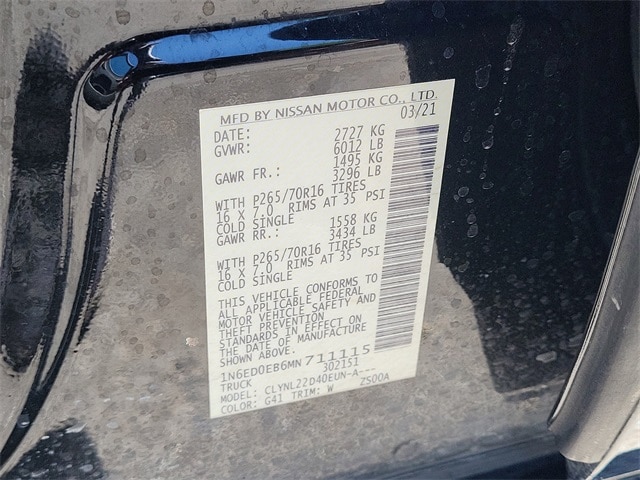 MFD BY NISSAN MOTOR CO., LTD.
DATE: 03/21
GVWR: 2727 KG
6012 LB
GAWR FR.: 1495 KG
3296 LB
WITH P265/70R16 TIRES
16 X 7.0 RIMS AT 35 PSI
COLD SINGLE
GAWR RR.: 1558 KG
3434 LB
WITH P265/70R16 TIRES
16 X 7.0 RIMS AT 35 PSI
COLD SINGLE
THIS VEHICLE CONFORMS TO
ALL APPLICABLE FEDERAL
MOTOR VEHICLE SAFETY AND
THEFT PREVENTION
STANDARDS IN EFFECT ON
THE DATE OF MANUFACTURE
SHOWN ABOVE.
1N6ED0EB6MN 711115
TRUCK 302151
MODEL: CLYNL22D40EUN-A---
COLOR: G41 TRIM: W ZS00A